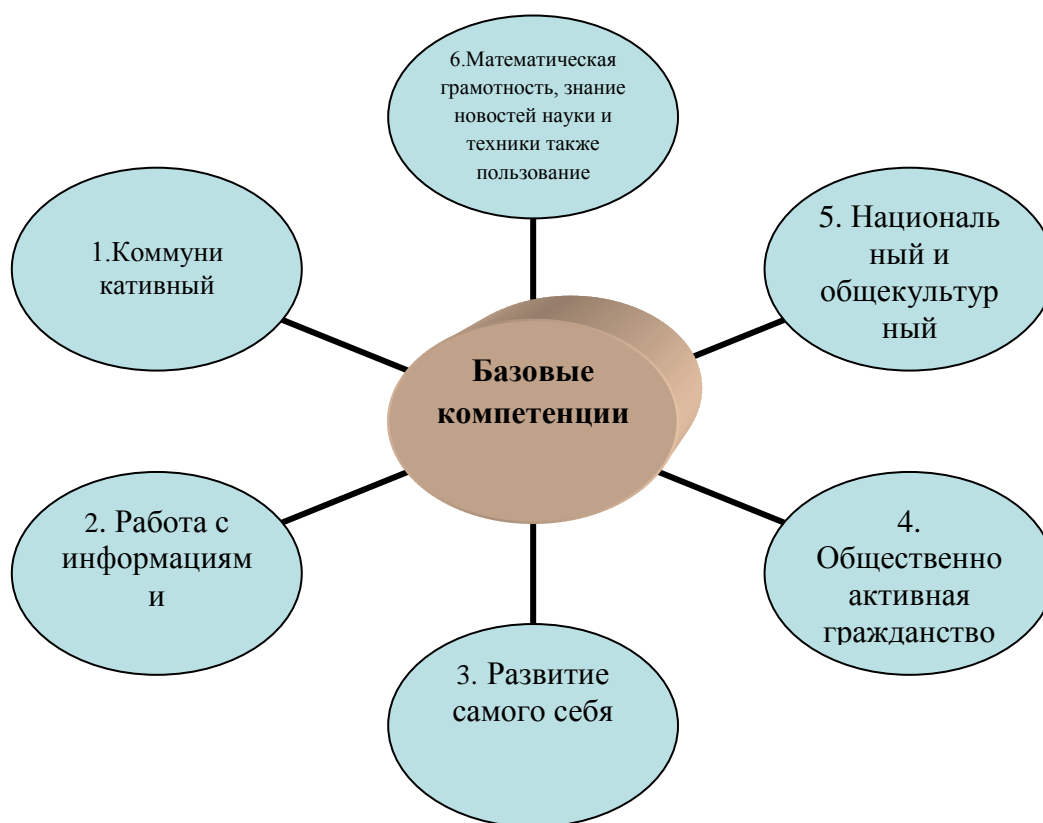 6.Математическая
грамотность, знание
новостей науки и
техники также
пользование
1.Коммуни
кативный
5. Националь
ный и
общекультур
ный
Базовые
компетенции
2. Работа с
информациям
и
4.
Общественно
активная
гражданство
3. Развитие
самого себя